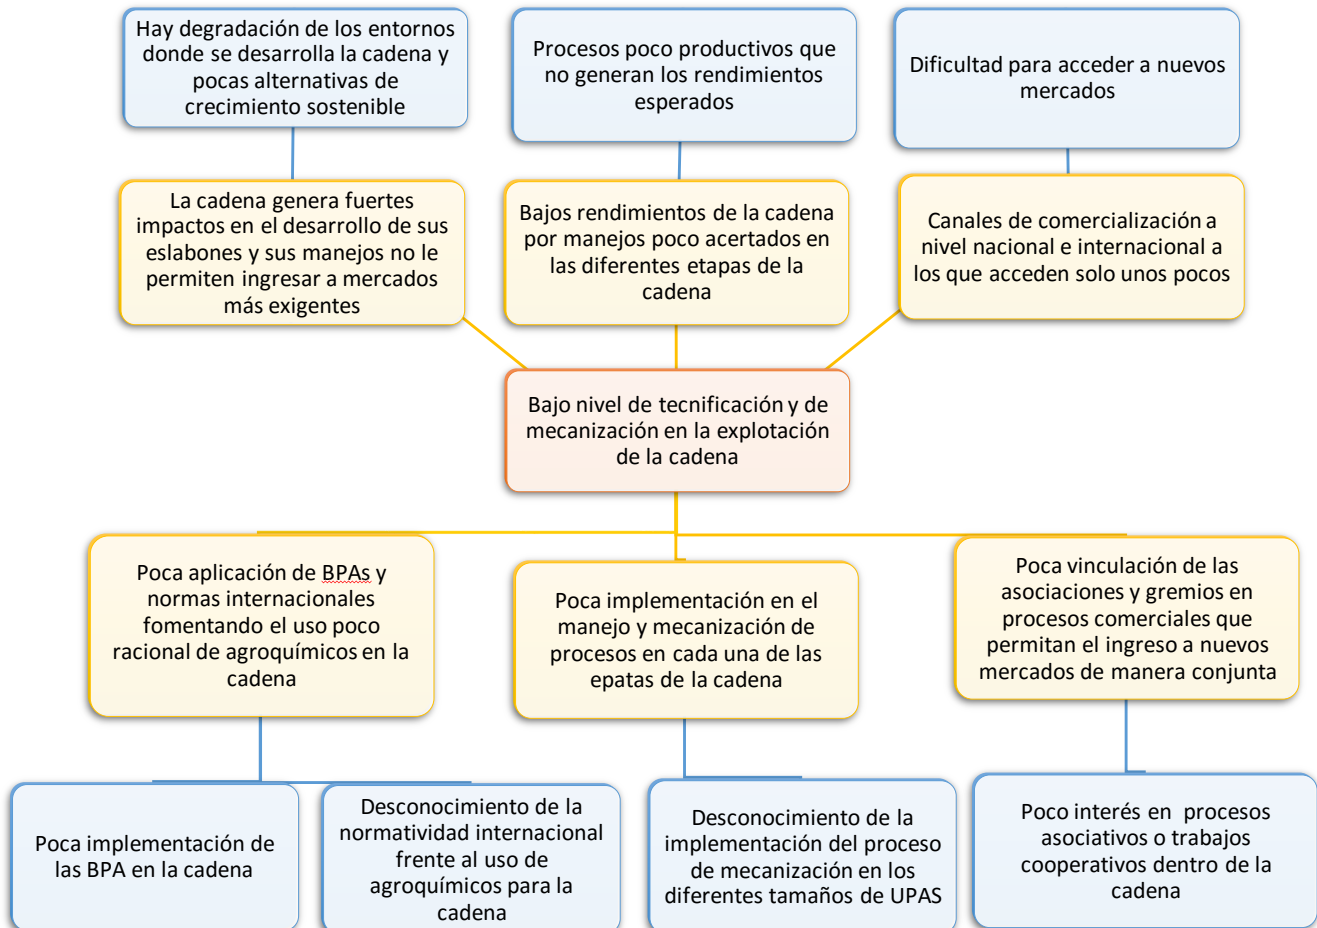 Hay degradación de los entornos
donde se desarrolla la cadena y
pocas alternativas de
crecimiento sostenible
Procesos poco productivos que
no generan los rendimientos
esperados
Dificultad para acceder a nuevos
mercados
La cadena genera fuertes
impactos en el desarrollo de sus
eslabones y sus manejos no le
permiten ingresar a mercados
más exigentes
Bajos rendimientos de la cadena
por manejos poco acertados en
las diferentes etapas de la
cadena
Canales de comercialización a
nivel nacional e internacional a
los que acceden solo unos pocos
Bajo nivel de tecnificación y de
mecanización en la explotación
de la cadena
Poca aplicación de BPAs y
normas internacionales
fomentando el uso poco
racional de agroquímicos en la
cadena
Poca implementación en el
manejo y mecanización de
procesos en cada una de las
epatas de la cadena
Poca vinculación de las
asociaciones y gremios en
procesos comerciales que
permitan el ingreso a nuevos
mercados de manera conjunta
Poca implementación de
las BPA en la cadena
Desconocimiento de la
normatividad internacional
frente al uso de
agroquímicos para la
cadena
Desconocimiento de la
implementación del proceso
de mecanización en los
diferentes tamaños de UPAS
Poco interés en procesos
asociativos o trabajos
cooperativos dentro de la
cadena